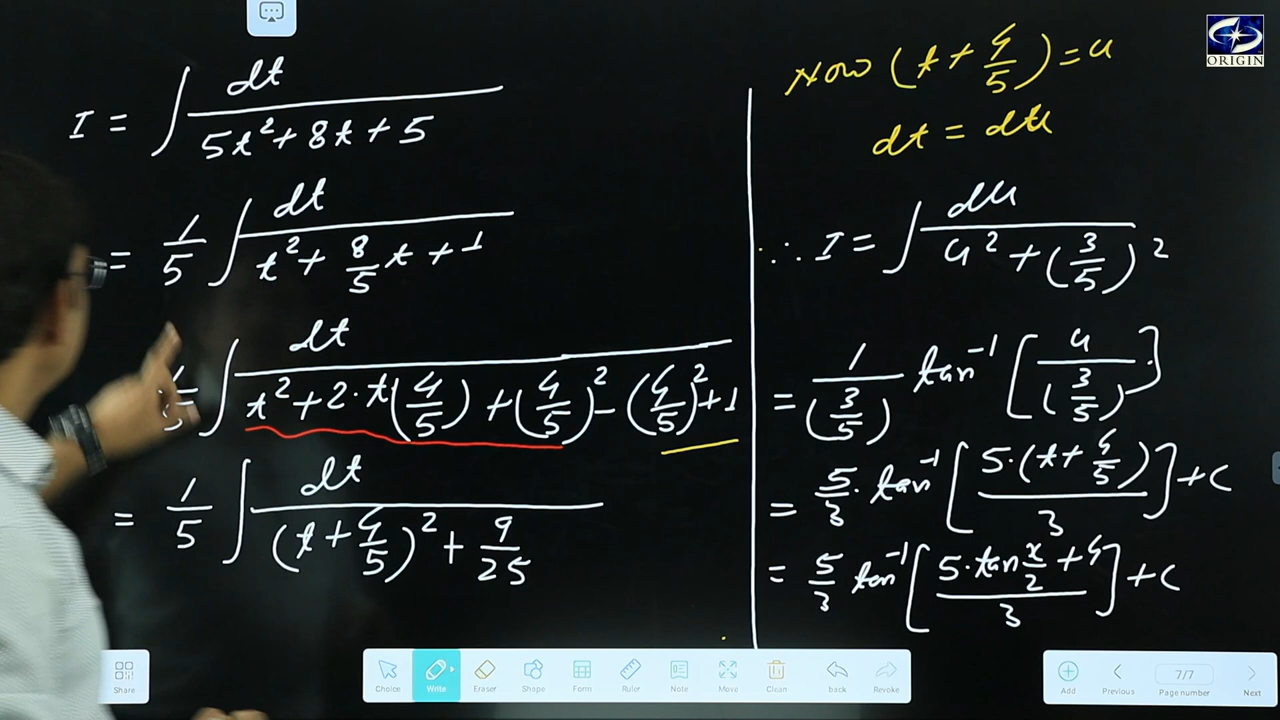 I = ∫ dt / (5t² + 8t + 5)
= 1/5 ∫ dt / (t² + 8/5 t + 1)
1/5 ∫ dt / (t² + 2·t(4/5) + (4/5)² - (4/5)² + 1)
= 1/5 ∫ dt / ((t + 4/5)² + 9/25)
Now (t + 4/5) = u
dt = du
∴ I = ∫ du / (u² + (3/5)²)
= 1/(3/5) tan⁻¹ [u/(3/5)]
= 5/3 · tan⁻¹ [5·(t + 4/5)/3] + c
= 5/3 tan⁻¹ [(5·tan x/2 + 4)/3] + c
ORIGIN
Share
Choice Write Eraser Shape Form Ruler Note Move Clean back Revoke
Add Previous 7/7 Page number Next